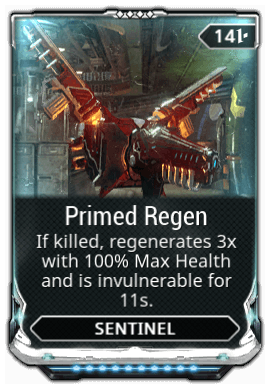 14
Primed Regen
If killed, regenerates 3x
with 100% Max Health
and is invulnerable for
11s.
SENTINEL